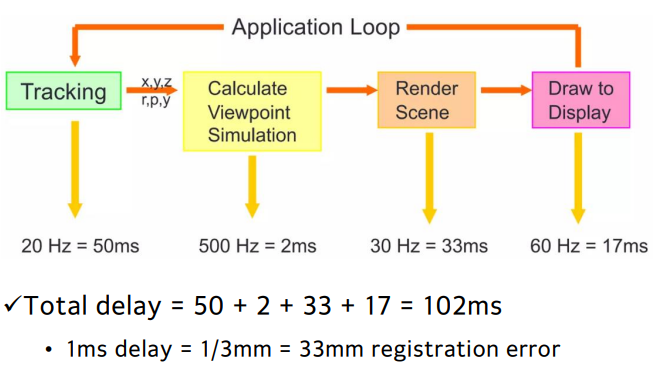 Application Loop
Tracking
x,y,z
r,p,y
Calculate
Viewpoint
Simulation
Render
Scene
Draw to
Display
20 Hz = 50ms
500 Hz = 2ms
30 Hz = 33ms
60 Hz = 17ms
✓Total delay = 50 + 2 + 33 + 17 = 102ms
• 1ms delay = 1/3mm = 33mm registration error